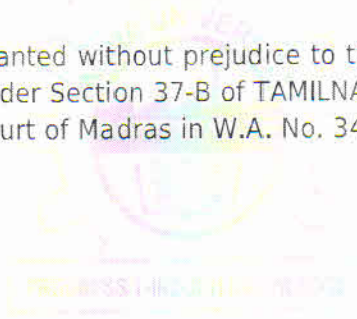 anted without prejudice to t
der Section 37-B of TAMILNA
urt of Madras in W.A. No. 34